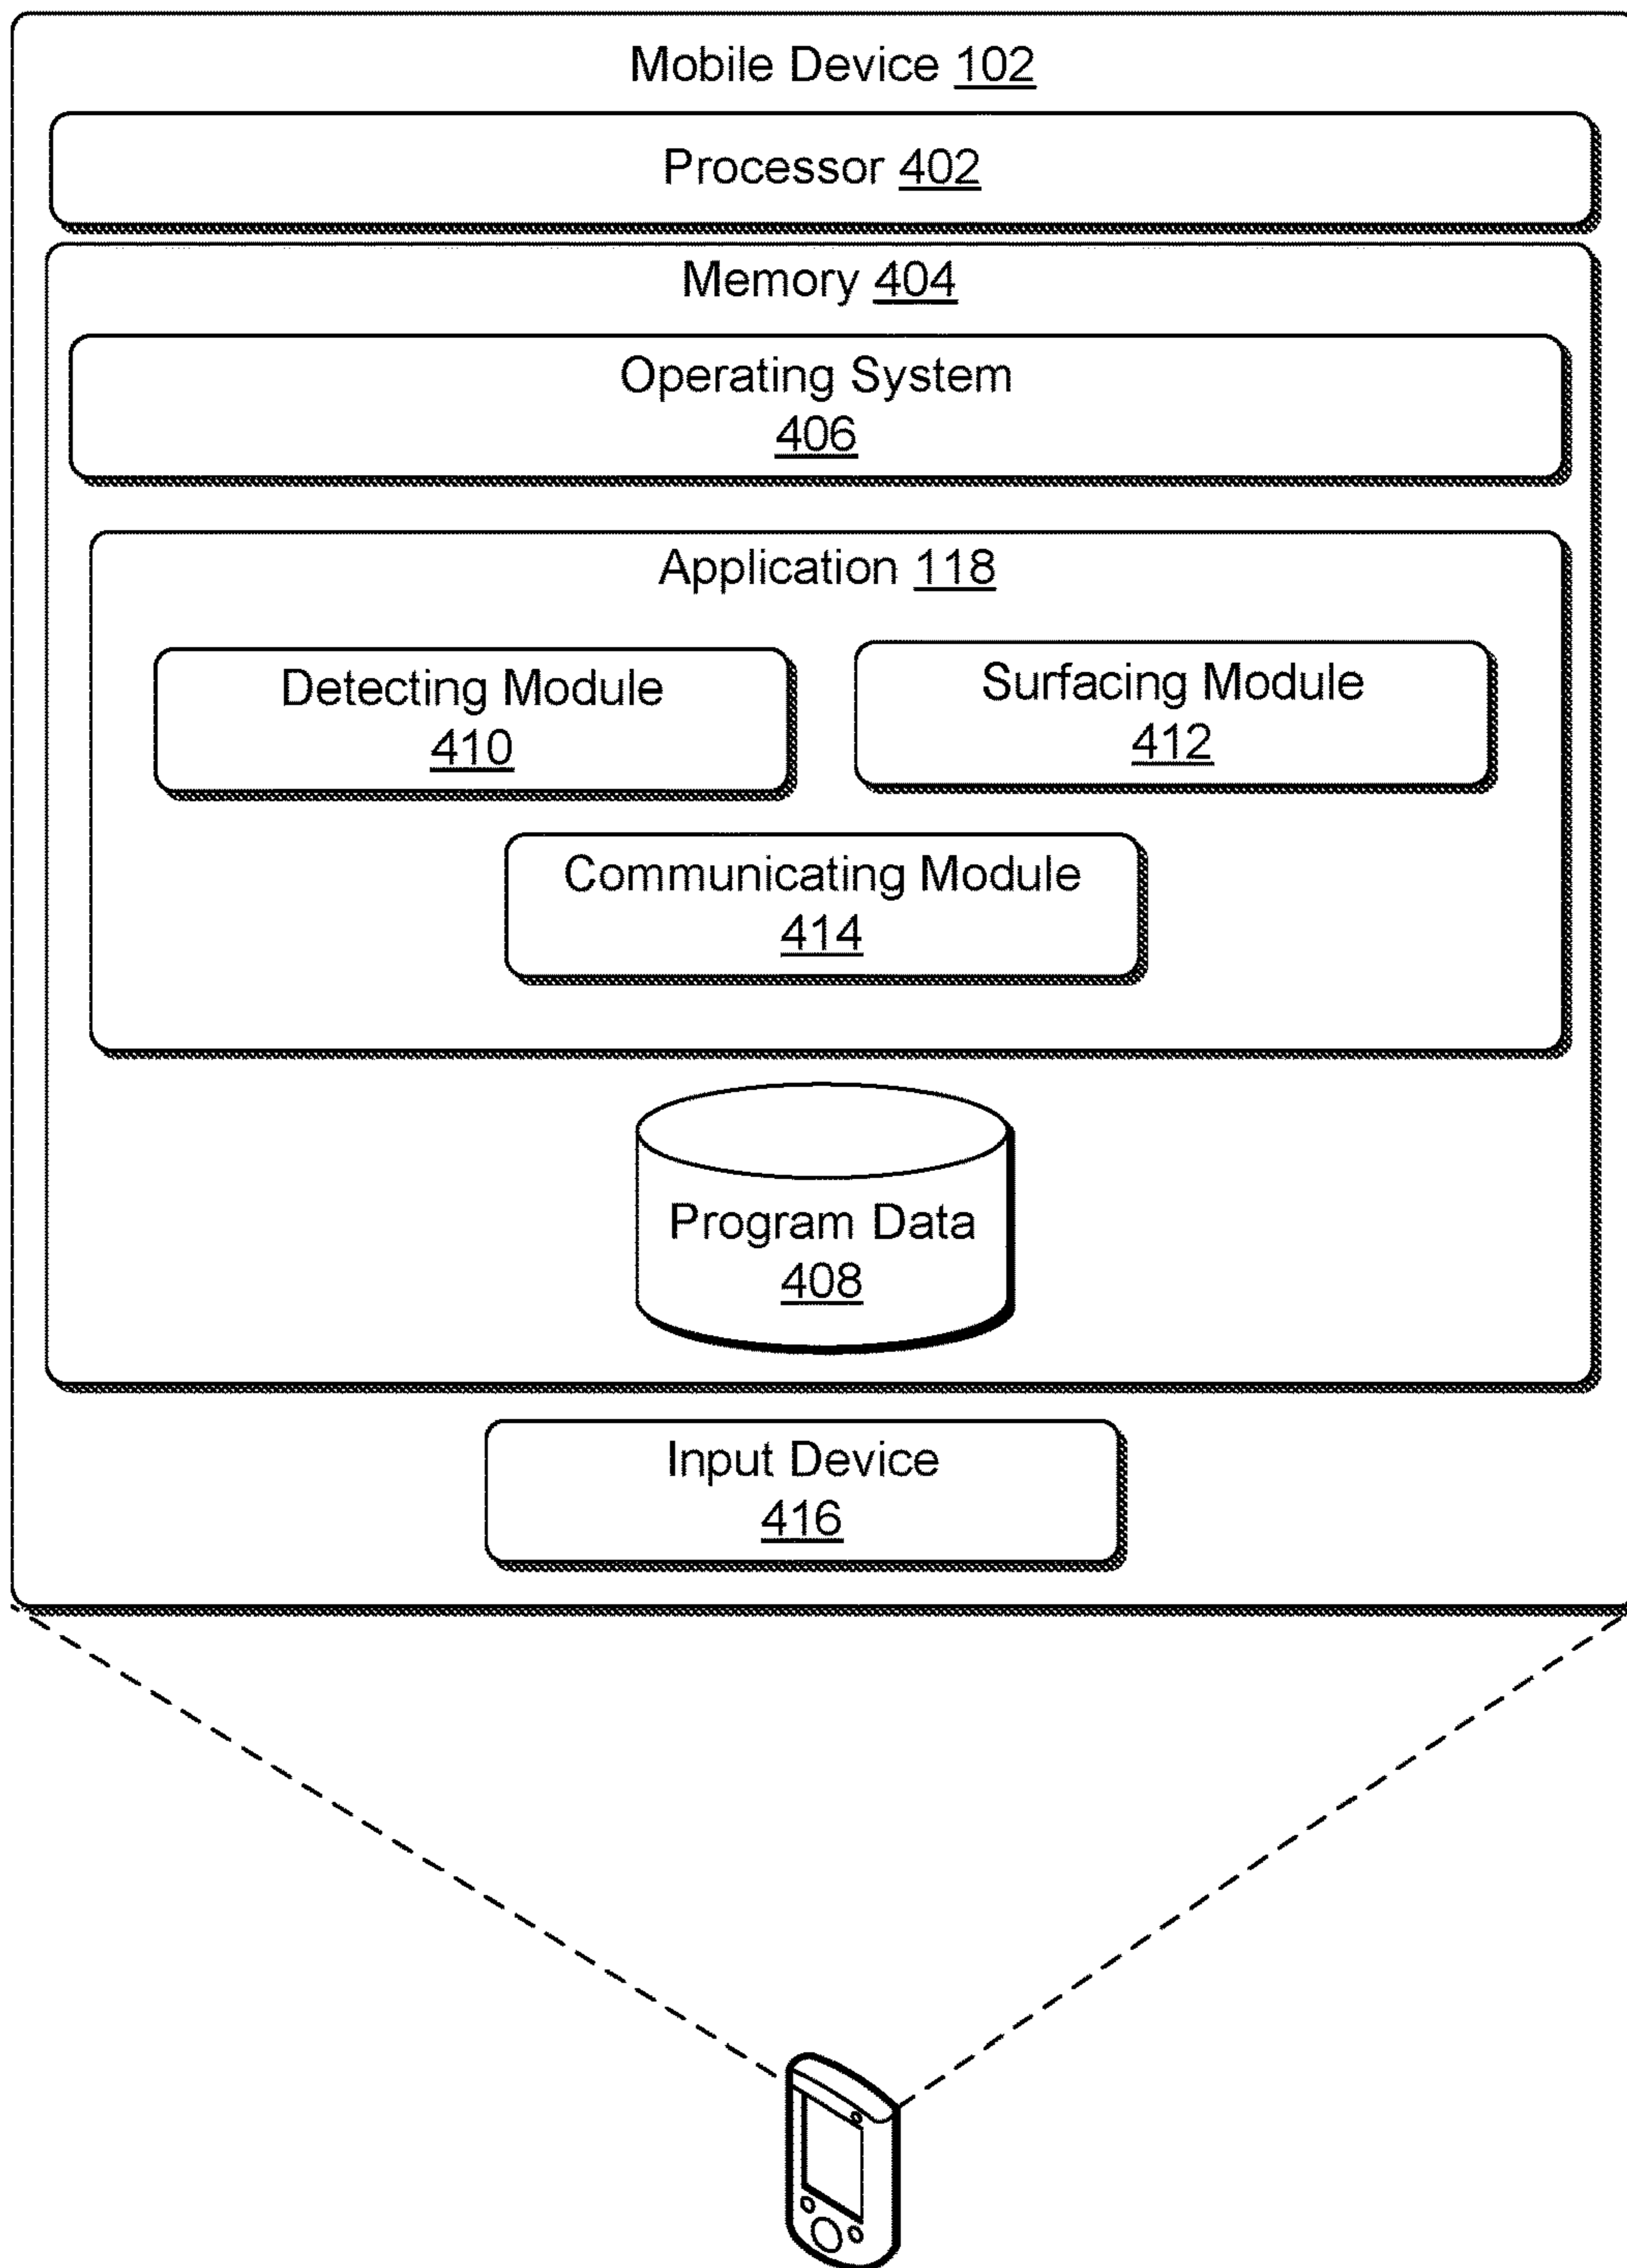 Mobile Device 102
Processor 402
Memory 404
Operating System
406
Application 118
Detecting Module
410
Surfacing Module
412
Communicating Module
414
Program Data
408
Input Device
416